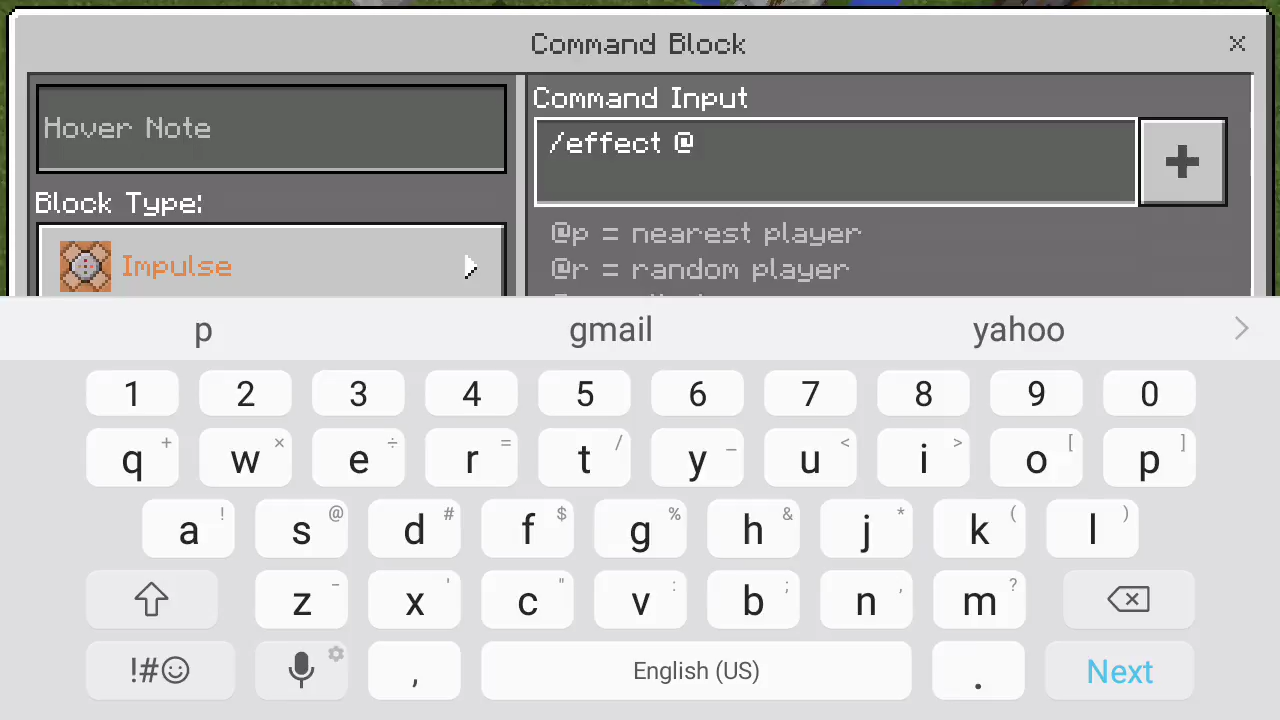 Command Block
Hover Note
Command Input
/effect @
Block Type:
@p = nearest player
Impulse
@r = random player
p gmail yahoo
1 2 3 4 5 6 7 8 9 0
q + w × e ÷ r = t / y _ u < i > o [ p ]
a ! s @ d # f $ g % h & j * k ( l )
z - x ' c " v : b ; n , m ?
!#☺ , English (US) . Next